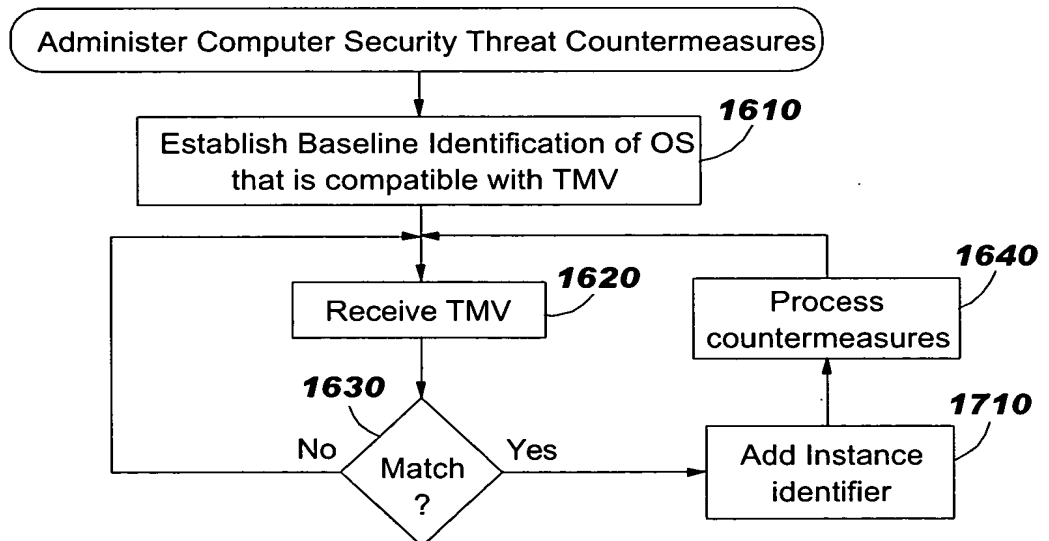 Administer Computer Security Threat Countermeasures
1610
Establish Baseline Identification of OS
that is compatible with TMV
1620
Receive TMV
1640
Process
countermeasures
1630
No
Match
?
Yes
1710
Add Instance
identifier